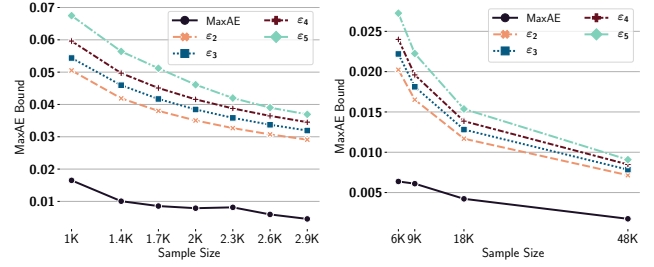 0.07
0.06
0.05
0.04
0.03
0.02
0.01
MaxAE Bound
MaxAE
ε2
ε3
ε4
ε5
1K 1.4K 1.7K 2K 2.3K 2.6K 2.9K
Sample Size
0.025
0.020
0.015
0.010
0.005
MaxAE Bound
MaxAE
ε2
ε3
ε4
ε5
6K 9K 18K 48K
Sample Size